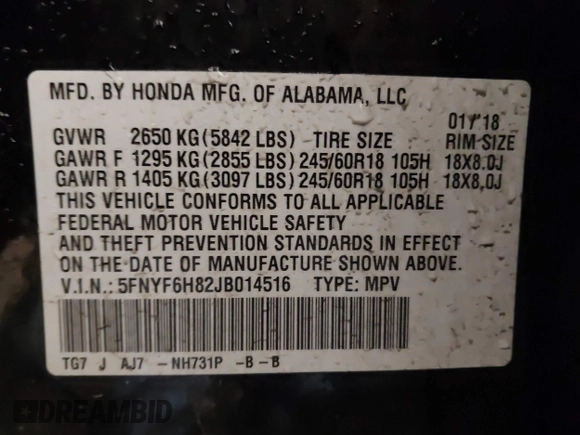 MFD. BY HONDA MFG. OF ALABAMA, LLC
01/'18
GVWR 2650 KG(5842 LBS) TIRE SIZE RIM SIZE
GAWR F 1295 KG(2855 LBS)245/60R18 105H 18X8.0J
GAWR R 1405 KG(3097 LBS)245/60R18 105H 18X8.0J
THIS VEHICLE CONFORMS TO ALL APPLICABLE
FEDERAL MOTOR VEHICLE SAFETY
AND THEFT PREVENTION STANDARDS IN EFFECT
ON THE DATE OF MANUFACTURE SHOWN ABOVE.
V.I.N.: 5FNYF6H82JB014516 TYPE: MPV
TG7 J AJ7 -NH731P -B-B
DREAMBID